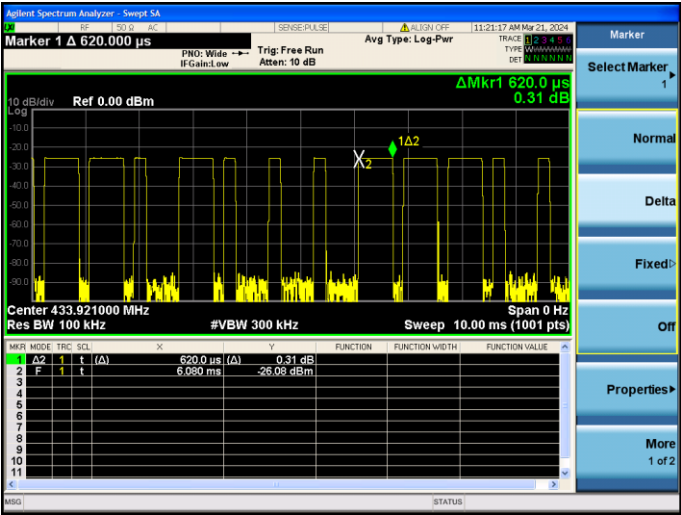 Agilent Spectrum Analyzer - Swept SA
RF 50 Ω AC SENSE:PULSE ALIGN OFF 11:21:17 AM Mar 21, 2024
Marker 1 Δ 620.000 µs
PNO: Wide Trig: Free Run Avg Type: Log-Pwr TRACE 1 2 3 4 5 6
IFGain:Low Atten: 10 dB TYPE
DET N N N N N N
ΔMkr1 620.0 µs
0.31 dB
10 dB/div Ref 0.00 dBm
Log
-10.0
-20.0
-30.0
-40.0
-50.0
-60.0
-70.0
-80.0
-90.0
1Δ2
X2
Center 433.921000 MHz Span 0 Hz
Res BW 100 kHz #VBW 300 kHz Sweep 10.00 ms (1001 pts)
MKR MODE TRC SCL X Y FUNCTION FUNCTION WIDTH FUNCTION VALUE
1 Δ2 1 t (Δ) 620.0 µs (Δ) 0.31 dB
2 F 1 t 6.080 ms -26.08 dBm
3
4
5
6
7
8
9
10
11
MSG STATUS
Marker
Select Marker
1
Normal
Delta
Fixed
Off
Properties
More
1 of 2